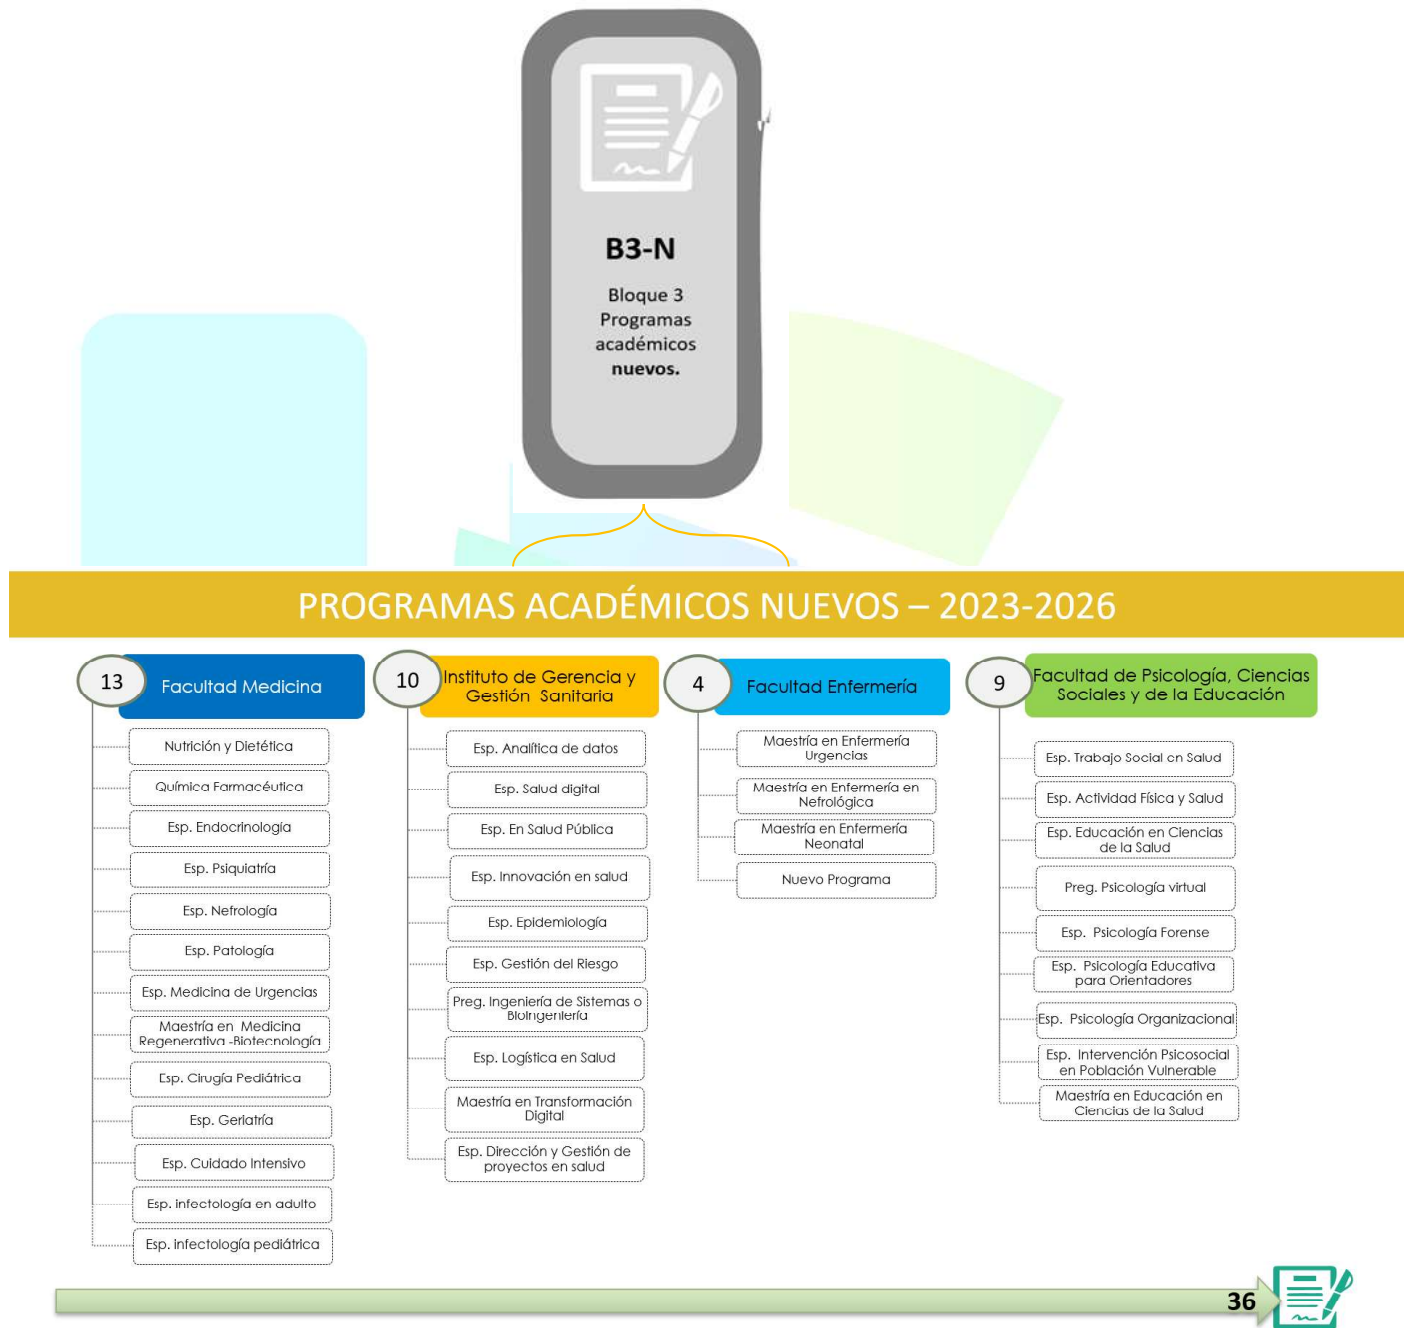 B3-N
Bloque 3
Programas
académicos
nuevos.
PROGRAMAS ACADÉMICOS NUEVOS – 2023-2026
13
Facultad Medicina
Nutrición y Dietética
Química Farmacéutica
Esp. Endocrinología
Esp. Psiquiatría
Esp. Nefrología
Esp. Patología
Esp. Medicina de Urgencias
Maestría en Medicina
Regenerativa -Biotecnología
Esp. Cirugía Pediátrica
Esp. Geriatría
Esp. Cuidado Intensivo
Esp. infectología en adulto
Esp. infectología pediátrica
10
Instituto de Gerencia y
Gestión Sanitaria
Esp. Analítica de datos
Esp. Salud digital
Esp. En Salud Pública
Esp. Innovación en salud
Esp. Epidemiología
Esp. Gestión del Riesgo
Preg. Ingeniería de Sistemas o
Bioingeniería
Esp. Logística en Salud
Maestría en Transformación
Digital
Esp. Dirección y Gestión de
proyectos en salud
4
Facultad Enfermería
Maestría en Enfermería
Urgencias
Maestría en Enfermería en
Nefrológica
Maestría en Enfermería
Neonatal
Nuevo Programa
9
Facultad de Psicología, Ciencias
Sociales y de la Educación
Esp. Trabajo Social en Salud
Esp. Actividad Física y Salud
Esp. Educación en Ciencias
de la Salud
Preg. Psicología virtual
Esp. Psicología Forense
Esp. Psicología Educativa
para Orientadores
Esp. Psicología Organizacional
Esp. Intervención Psicosocial
en Población Vulnerable
Maestría en Educación en
Ciencias de la Salud
36